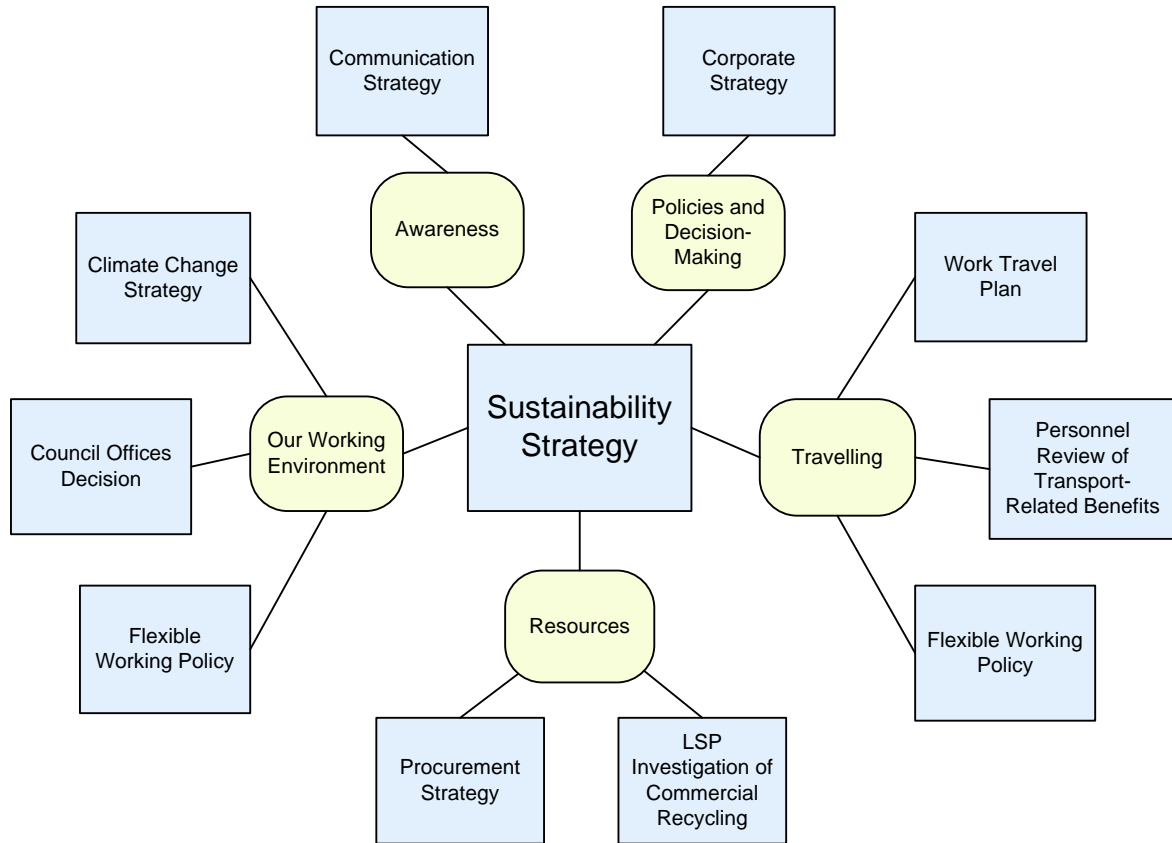 Communication
Strategy
Corporate
Strategy
Awareness
Policies and
Decision-
Making
Climate Change
Strategy
Work Travel
Plan
Sustainability
Strategy
Council Offices
Decision
Our Working
Environment
Travelling
Personnel
Review of
Transport-
Related Benefits
Flexible
Working Policy
Resources
Flexible Working
Policy
Procurement
Strategy
LSP
Investigation of
Commercial
Recycling